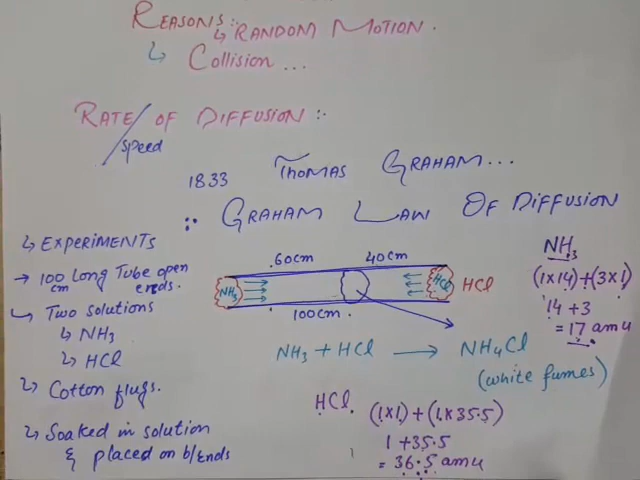 REASONS:
↳ RANDOM MOTION.
↳ Collision...
RATE/ OF DIFFUSION :-
speed
1833 THOMAS GRAHAM...
:: GRAHAM LAW OF DIFFUSION
↳ EXPERIMENTS
→ 100 cm Long Tube open ends.
↳ Two solutions
↳ NH3
↳ HCl
↳ Cotton flugs.
↳ Soaked in solution
& placed on b/Ends
60cm 40cm
NH3 HCl HCl
100cm.
NH3 + HCl → NH4Cl
(white fumes)
HCl. (1x1) + (1x35.5)
1 + 35.5
= 36.5 amu
NH3
(1x14) + (3x1)
14 + 3
= 17 amu